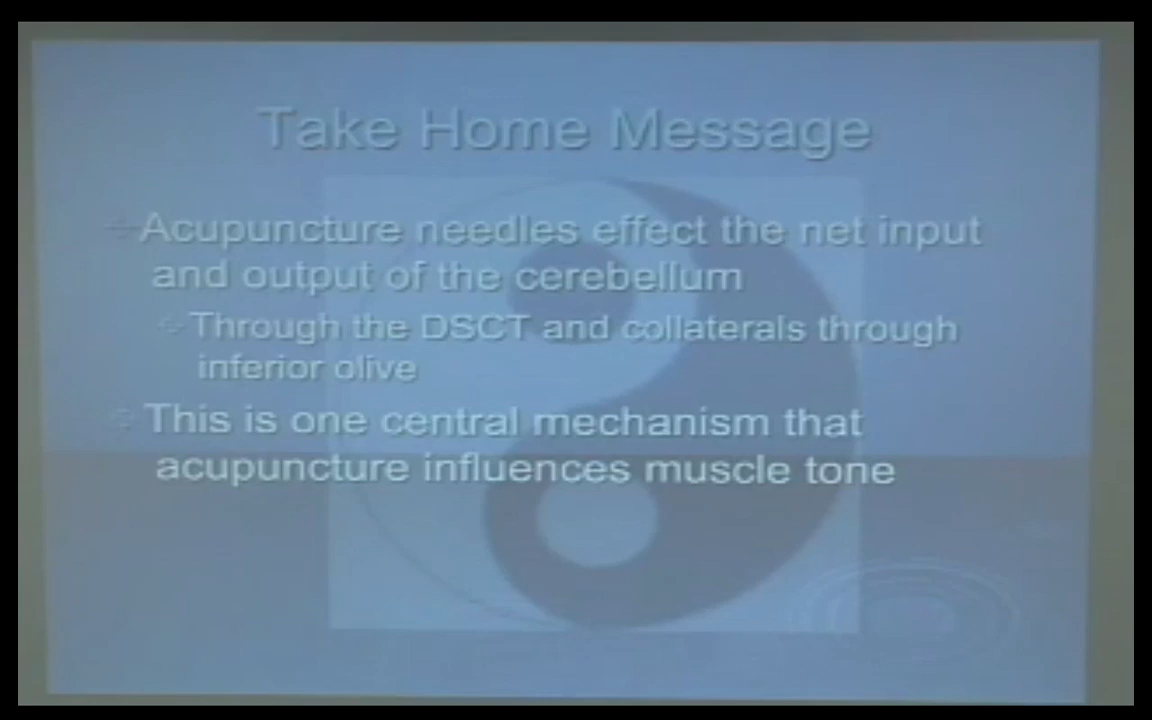 Take Home Message
Acupuncture needles effect the net input
and output of the cerebellum
Through the DSCT and collaterals through
inferior olive
This is one central mechanism that
acupuncture influences muscle tone